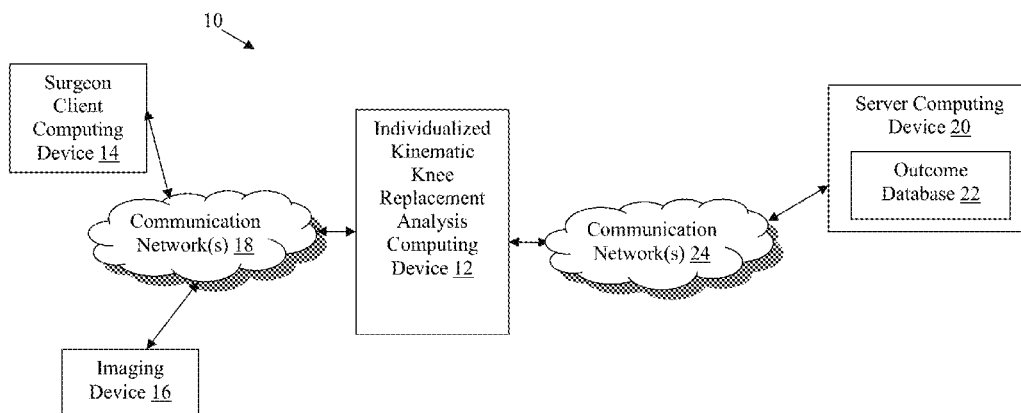 10
Surgeon
Client
Computing
Device 14
Individualized
Kinematic
Knee
Replacement
Analysis
Computing
Device 12
Server Computing
Device 20
Outcome
Database 22
Communication
Network(s) 18
Communication
Network(s) 24
Imaging
Device 16